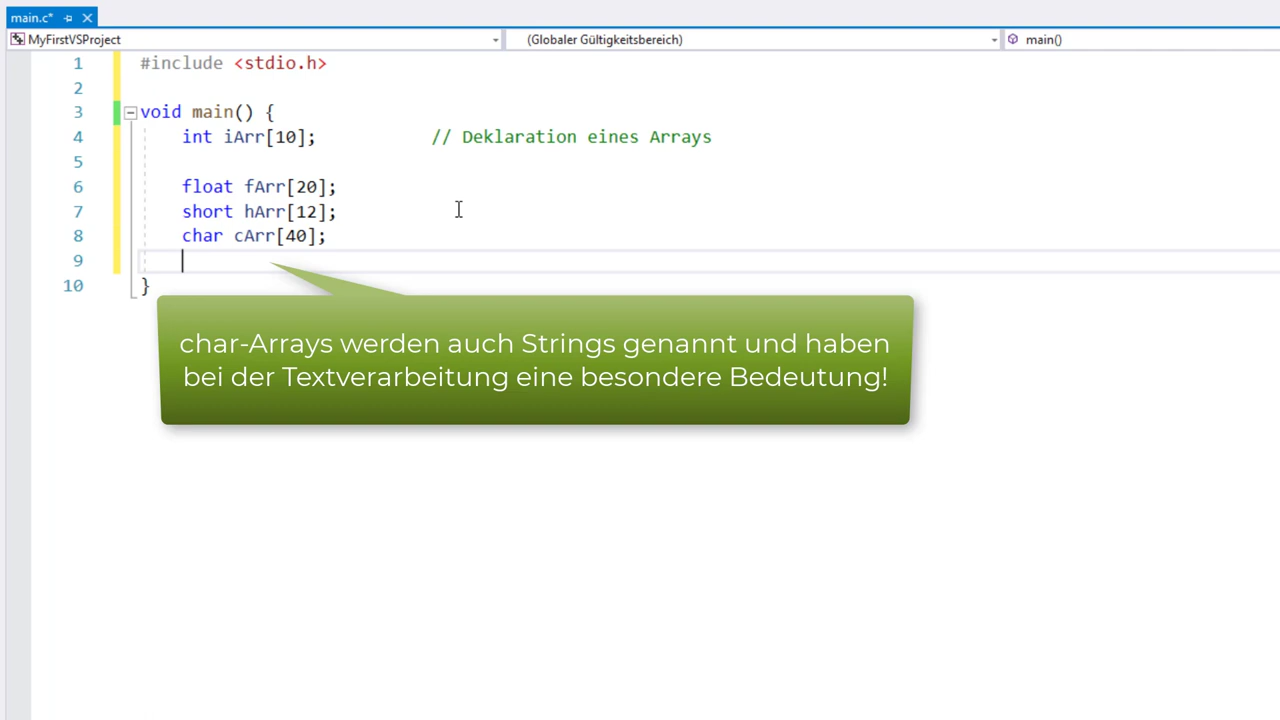 main.c*
MyFirstVSProject
(Globaler Gültigkeitsbereich)
main()
1 #include <stdio.h>
2
3 void main() {
4 int iArr[10]; // Deklaration eines Arrays
5
6 float fArr[20];
7 short hArr[12];
8 char cArr[40];
9
10 }
char-Arrays werden auch Strings genannt und haben
bei der Textverarbeitung eine besondere Bedeutung!